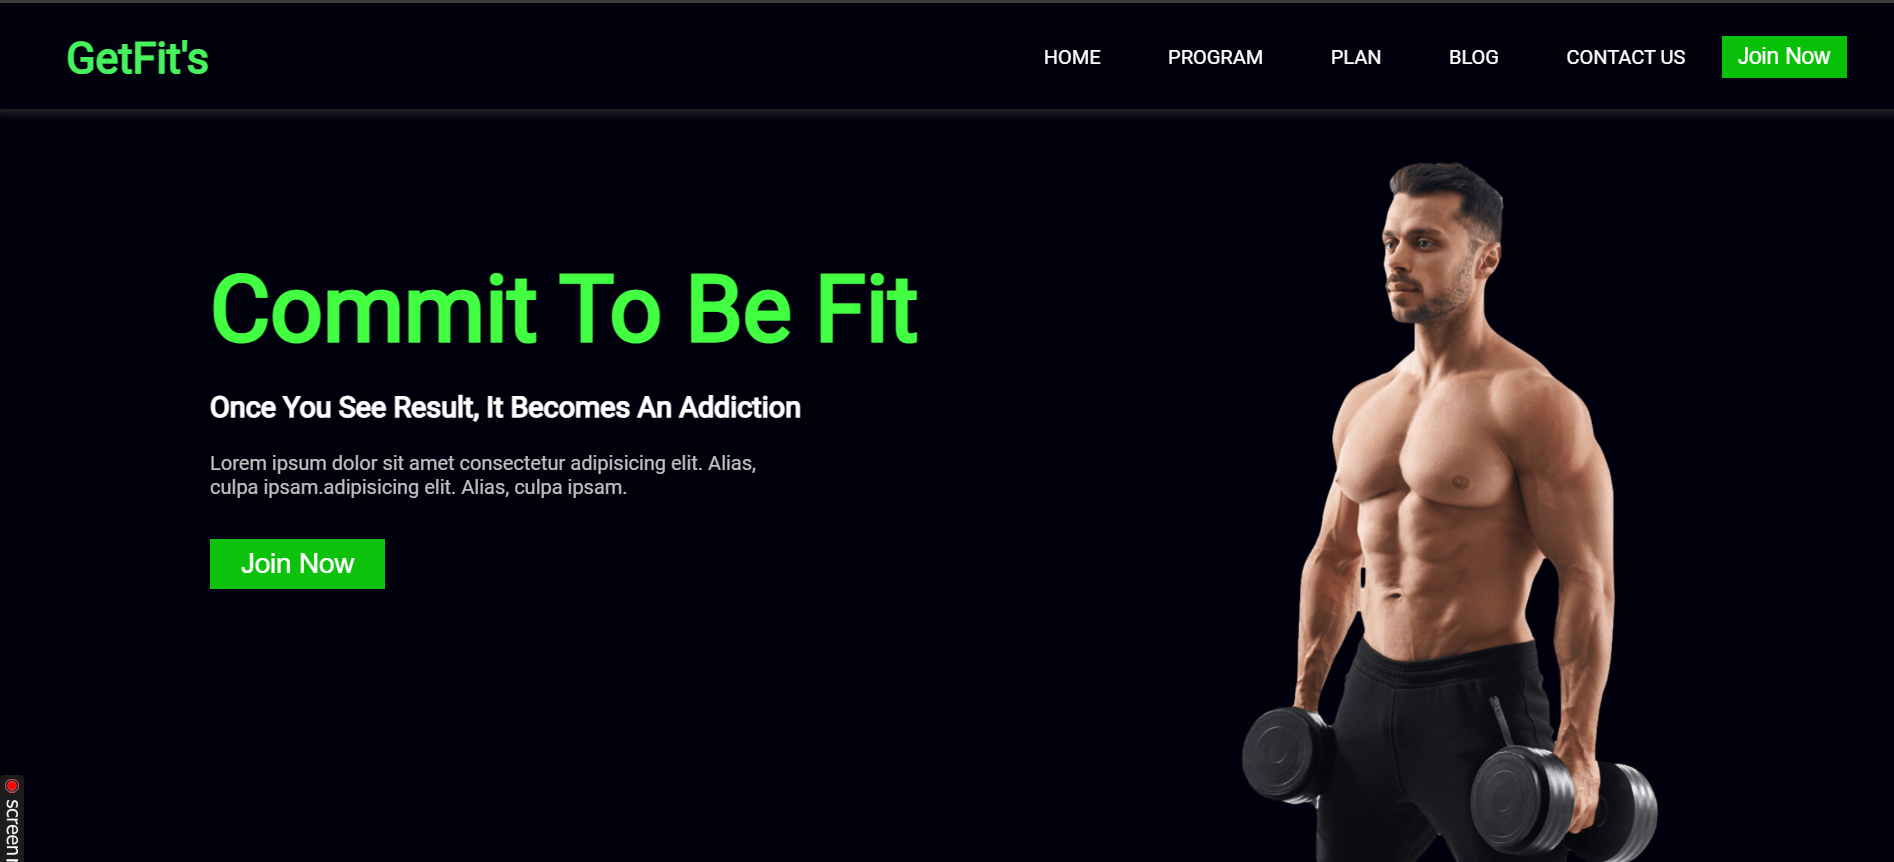 GetFit's
HOME
PROGRAM
PLAN
BLOG
CONTACT US
Join Now
Commit To Be Fit
Once You See Result, It Becomes An Addiction
Lorem ipsum dolor sit amet consectetur adipisicing elit. Alias,
culpa ipsam.adipisicing elit. Alias, culpa ipsam.
Join Now
screen